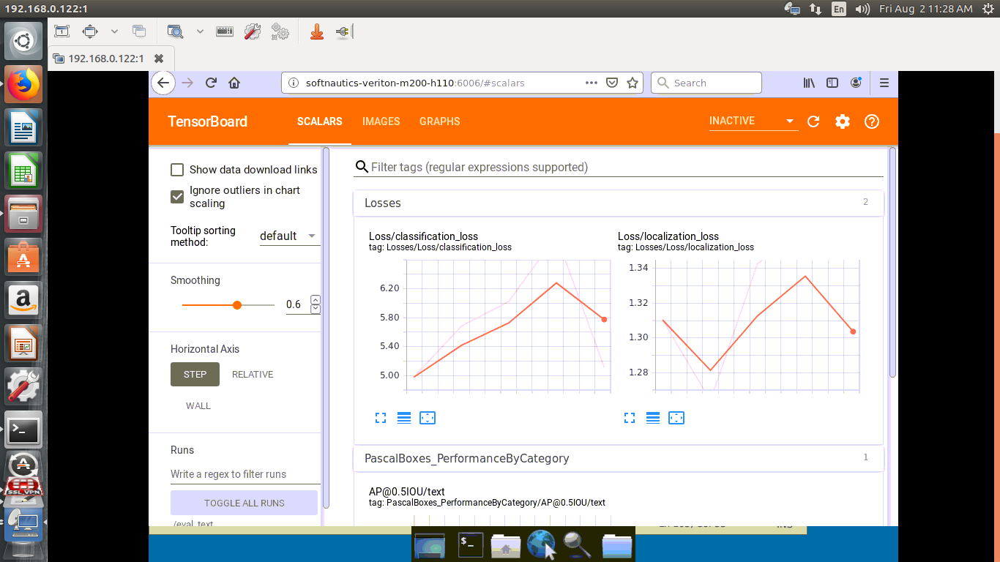 192.168.0.122:1
En
Fri Aug 2 11:28 AM
192.168.0.122:1
softnautics-veriton-m200-h110:6006/#scalars
Search
TensorBoard
SCALARS
IMAGES
GRAPHS
INACTIVE
Show data download links
Ignore outliers in chart
scaling
Tooltip sorting
method:
default
Smoothing
0.6
Horizontal Axis
STEP
RELATIVE
WALL
Runs
Write a regex to filter runs
TOGGLE ALL RUNS
/eval_text
Filter tags (regular expressions supported)
Losses
2
Loss/classification_loss
tag: Losses/Loss/classification_loss
6.20
5.80
5.40
5.00
Loss/localization_loss
tag: Losses/Loss/localization_loss
1.34
1.32
1.30
1.28
PascalBoxes_PerformanceByCategory
1
AP@0.5IOU/text
tag: PascalBoxes_PerformanceByCategory/AP@0.5IOU/text
SSL VPN
$_